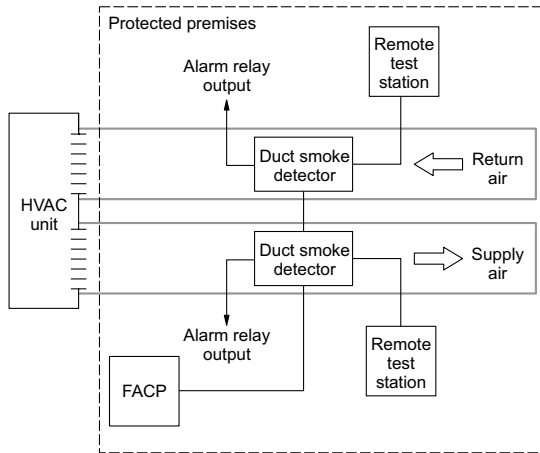 Protected premises
Remote
test
station
Alarm relay
output
Duct smoke
detector
Return
air
HVAC
unit
Duct smoke
detector
Supply
air
Alarm relay
output
Remote
test
station
FACP